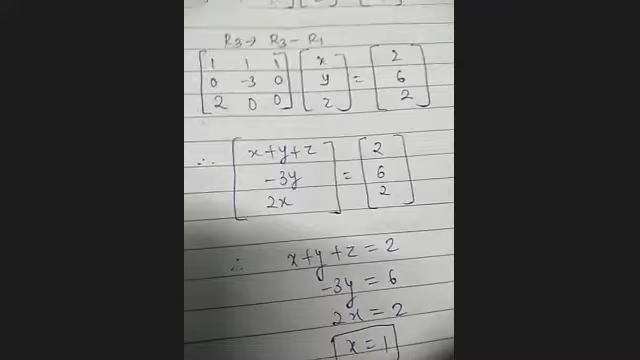 R3 → R3 - R1
[1 1 1] [x] = [2]
[0 -3 0] [y] [6]
[2 0 0] [z] [2]
∴ [x+y+z] = [2]
[-3y] [6]
[2x] [2]
∴ x+y+z = 2
-3y = 6
2x = 2
x = 1